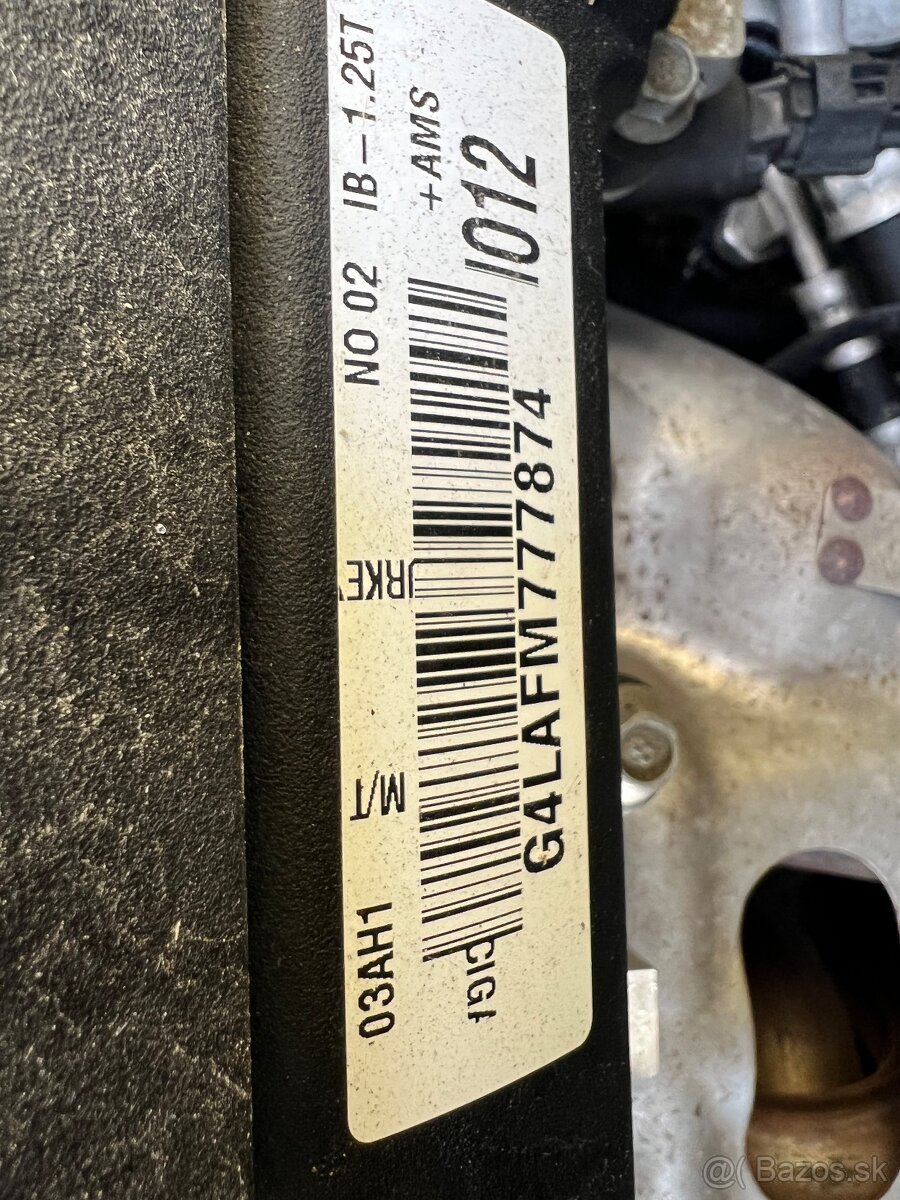 03AH1 M/T NO 02 IB-1.25T
+AMS
G4LAFM777874
I012
@( Bazos.sk